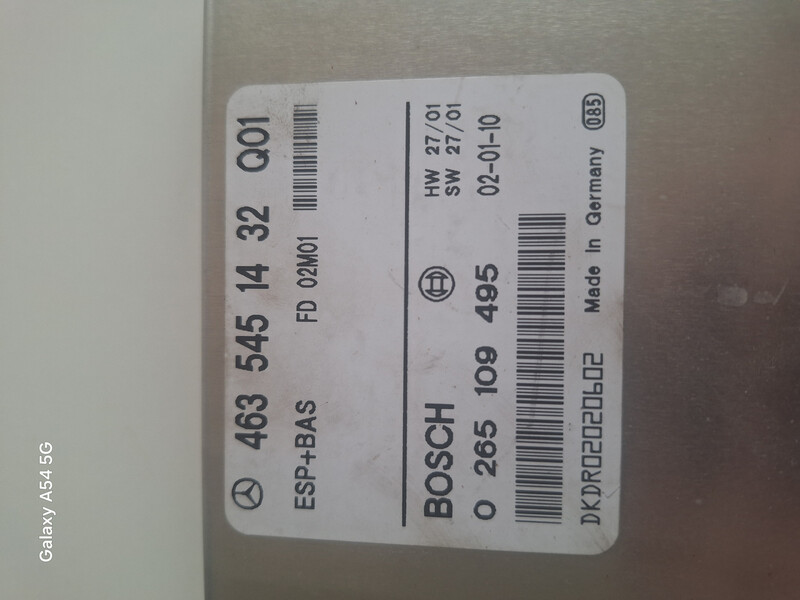 463 545 14 32 Q01
ESP+BAS FD 02M01
BOSCH HW 27/01
SW 27/01
0 265 109 495 02-01-10
DKDR02020602 Made in Germany 085
Galaxy A54 5G